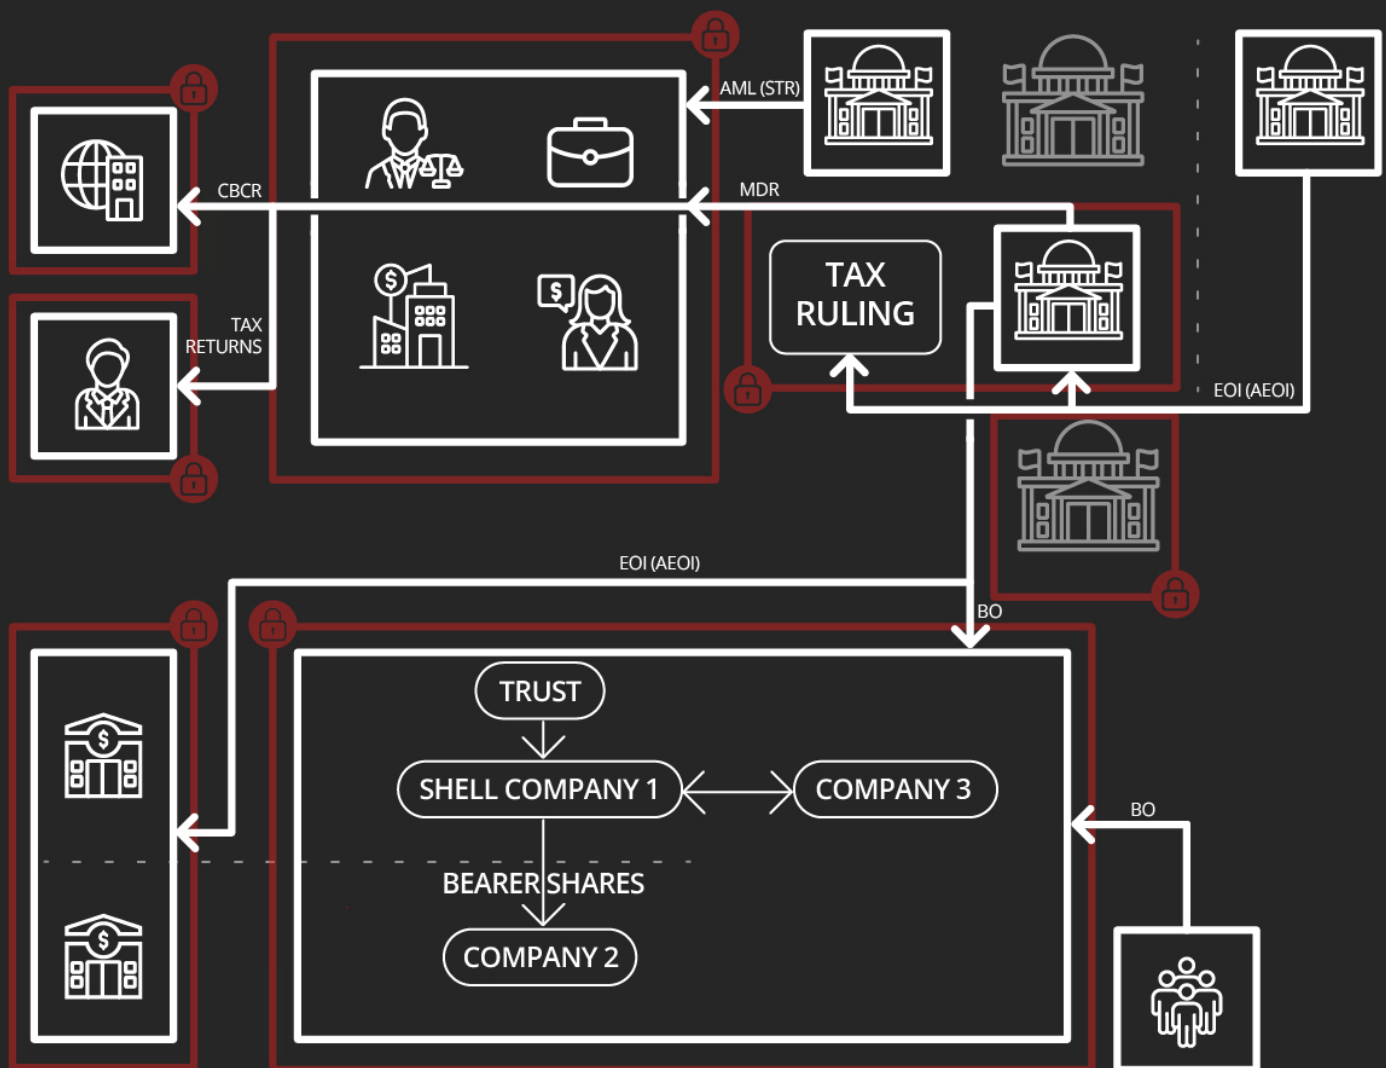 AML (STR)
CBCR
MDR
TAX
RULING
TAX
RETURNS
EOI (AEOI)
EOI (AEOI)
BO
TRUST
SHELL COMPANY 1
COMPANY 3
BO
BEARER SHARES
COMPANY 2
$
$
$
$